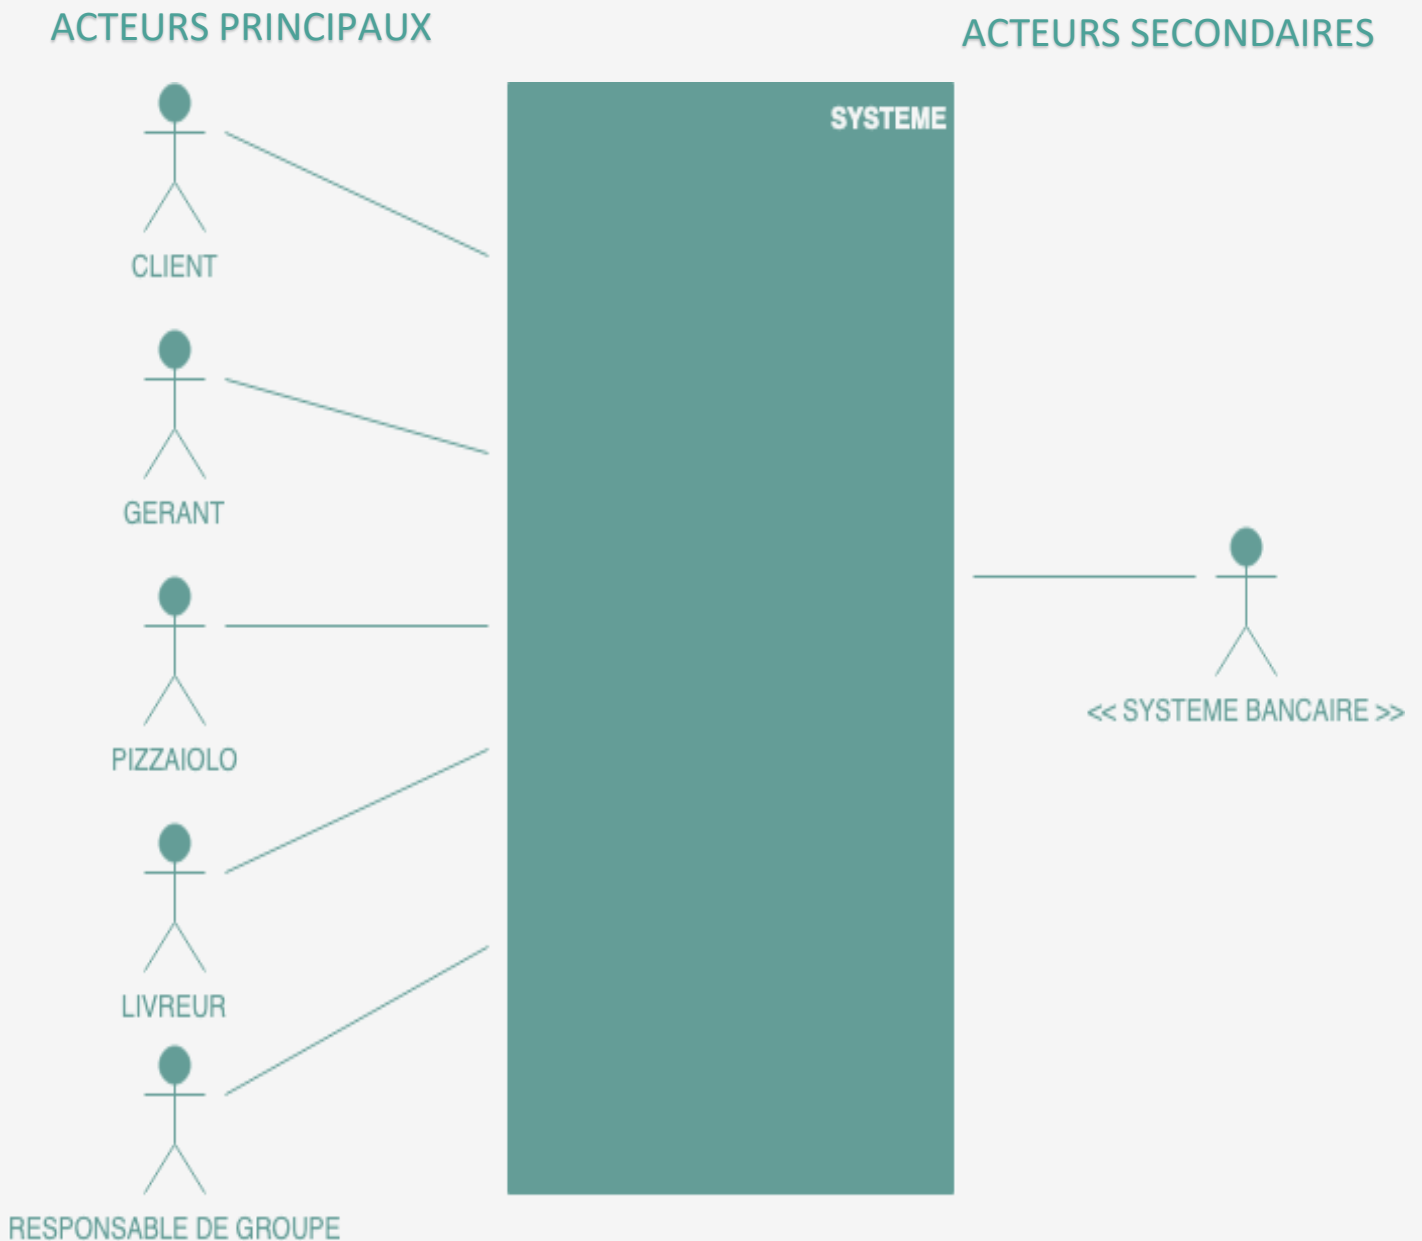 ACTEURS PRINCIPAUX
ACTEURS SECONDAIRES
SYSTEME
CLIENT
GERANT
PIZZAIOLO
<< SYSTEME BANCAIRE >>
LIVREUR
RESPONSABLE DE GROUPE